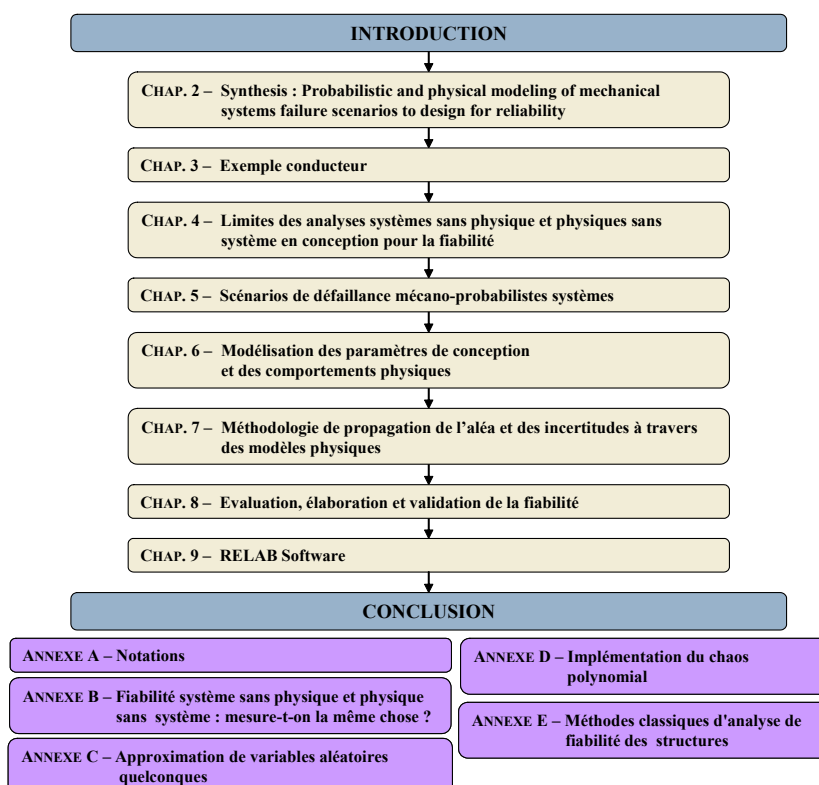 INTRODUCTION
CHAP. 2 – Synthesis : Probabilistic and physical modeling of mechanical
systems failure scenarios to design for reliability
CHAP. 3 – Exemple conducteur
CHAP. 4 – Limites des analyses systèmes sans physique et physiques sans
système en conception pour la fiabilité
CHAP. 5 – Scénarios de défaillance mécano-probabilistes systèmes
CHAP. 6 – Modélisation des paramètres de conception
et des comportements physiques
CHAP. 7 – Méthodologie de propagation de l'aléa et des incertitudes à travers
des modèles physiques
CHAP. 8 – Evaluation, élaboration et validation de la fiabilité
CHAP. 9 – RELAB Software
CONCLUSION
ANNEXE A – Notations
ANNEXE B – Fiabilité système sans physique et physique
sans système : mesure-t-on la même chose ?
ANNEXE C – Approximation de variables aléatoires
quelconques
ANNEXE D – Implémentation du chaos
polynomial
ANNEXE E – Méthodes classiques d'analyse de
fiabilité des structures